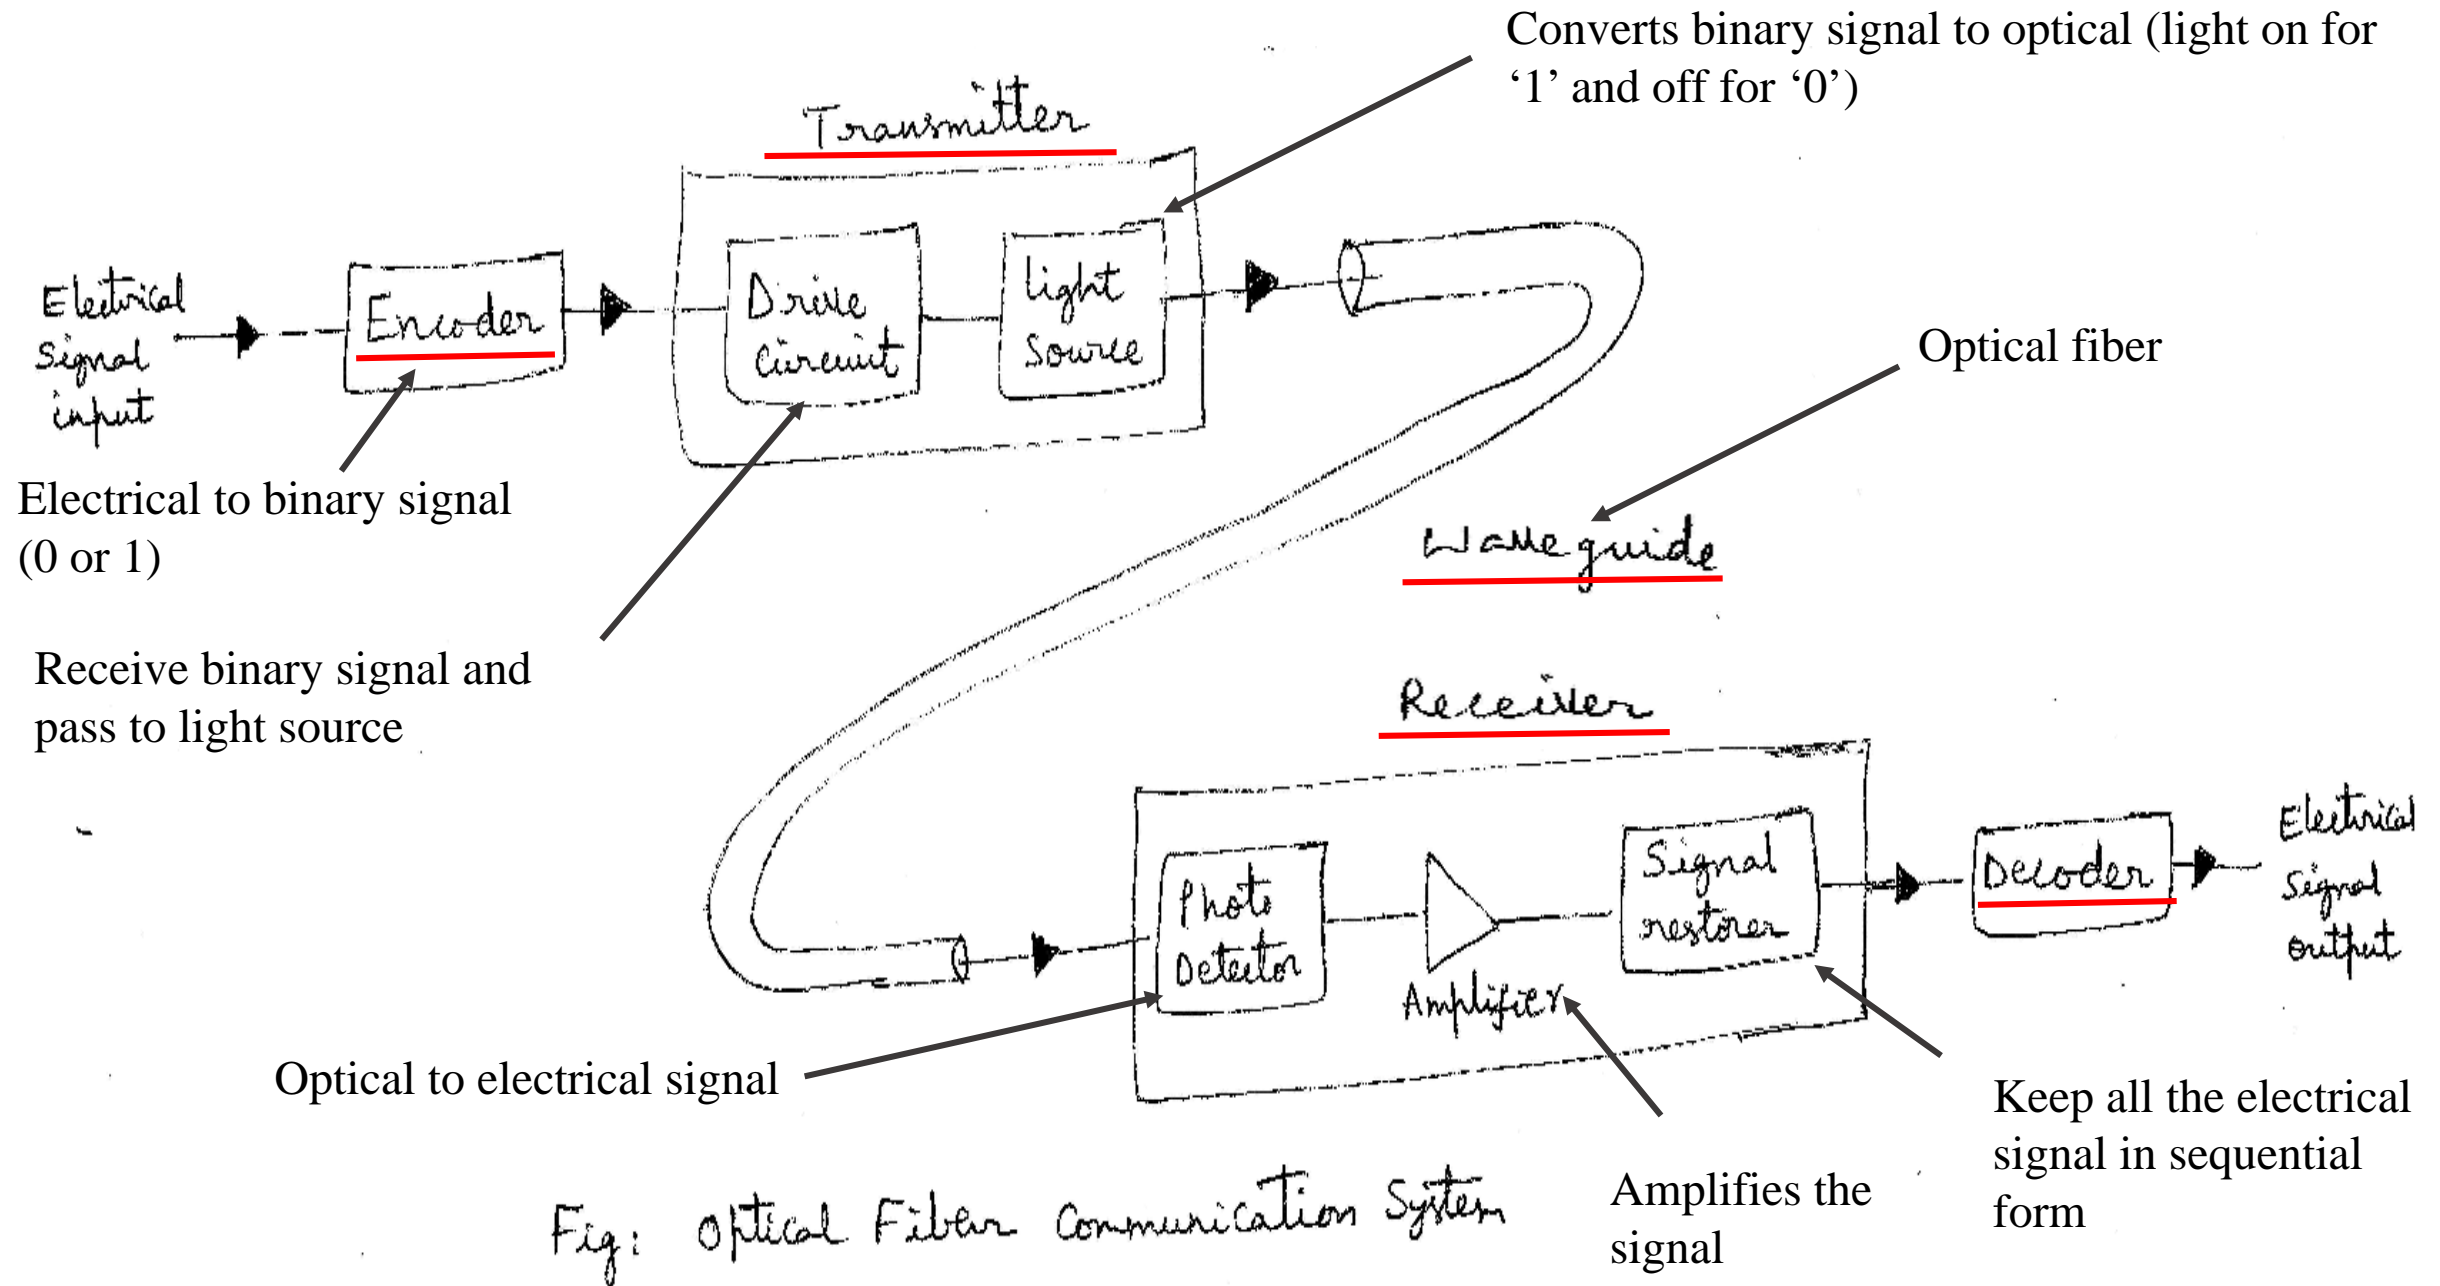 Converts binary signal to optical (light on for
‘1’ and off for ‘0’)
Transmitter
Electrical
Signal
input
Encoder
Drive
Circuit
Light
Source
Optical fiber
Electrical to binary signal
(0 or 1)
Waveguide
Receive binary signal and
pass to light source
Receiver
Photo
Detector
Amplifier
Signal
restorer
Decoder
Electrical
Signal
output
Optical to electrical signal
Keep all the electrical
signal in sequential
form
Amplifies the
signal
Fig: Optical Fiber Communication System